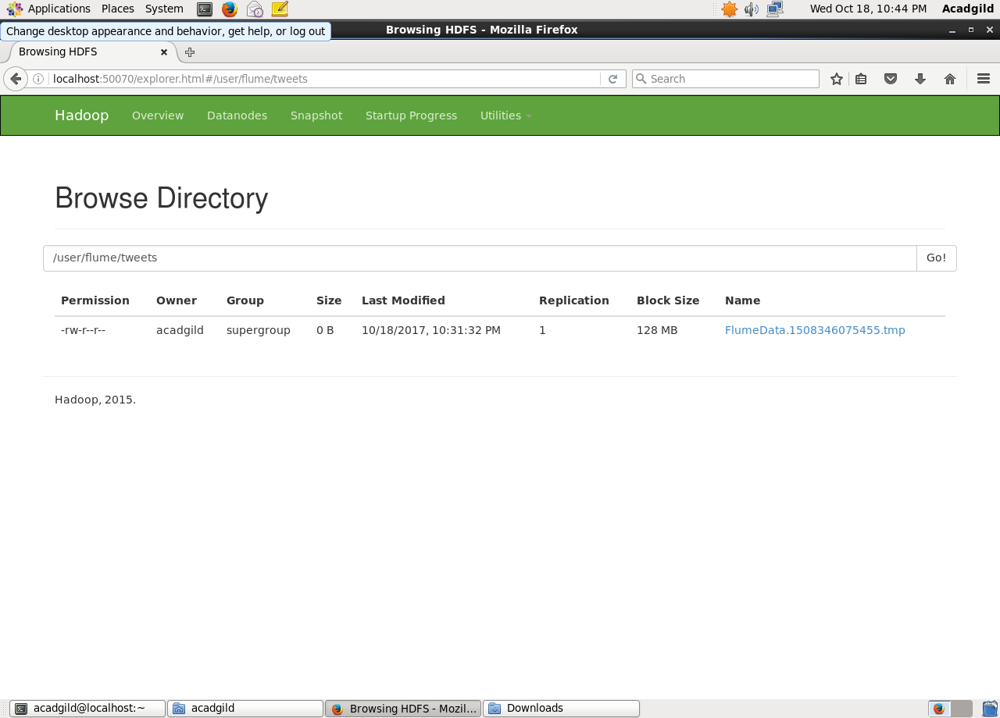 Applications Places System Wed Oct 18, 10:44 PM Acadgild
Change desktop appearance and behavior, get help, or log out
Browsing HDFS - Mozilla Firefox
Browsing HDFS
localhost:50070/explorer.html#/user/flume/tweets Search
Hadoop Overview Datanodes Snapshot Startup Progress Utilities
Browse Directory
/user/flume/tweets Go!
Permission Owner Group Size Last Modified Replication Block Size Name
-rw-r--r-- acadgild supergroup 0 B 10/18/2017, 10:31:32 PM 1 128 MB FlumeData.1508346075455.tmp
Hadoop, 2015.
acadgild@localhost:~ acadgild Browsing HDFS - Mozil... Downloads